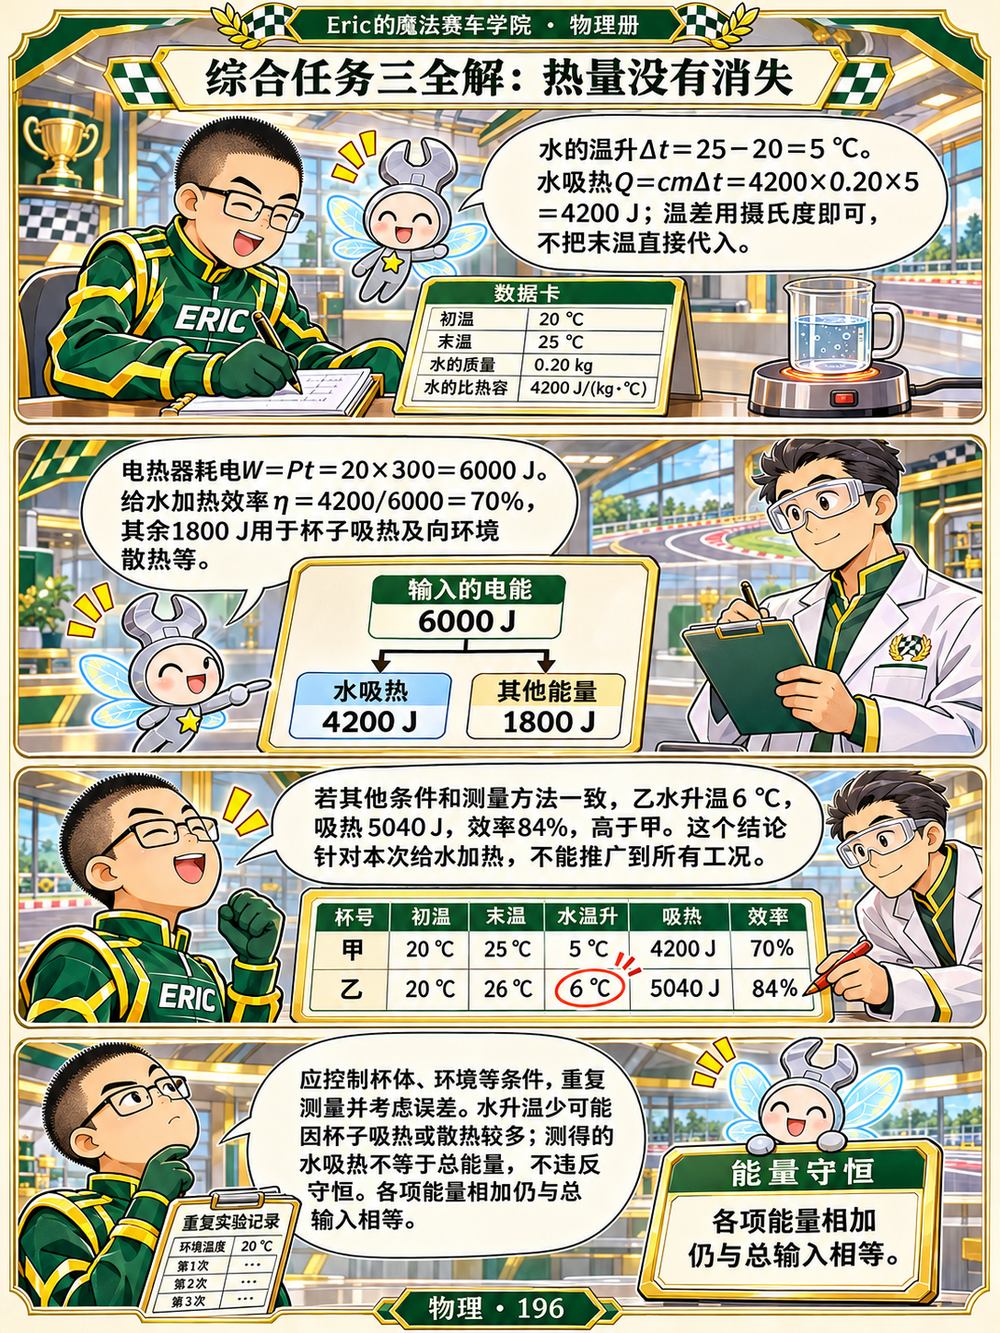 Eric的魔法赛车学院 · 物理册
综合任务三全解：热量没有消失
水的温升Δt＝25－20＝5 ℃。
水吸热Q＝cmΔt＝4200×0.20×5
＝4200 J；温差用摄氏度即可，
不把末温直接代入。
ERIC
数据卡
初温 20 ℃
末温 25 ℃
水的质量 0.20 kg
水的比热容 4200 J/(kg·℃)
电热器耗电W＝Pt＝20×300＝6000 J。
给水加热效率η＝4200/6000＝70%，
其余1800 J用于杯子吸热及向环境
散热等。
输入的电能
6000 J
水吸热 其他能量
4200 J 1800 J
若其他条件和测量方法一致，乙水升温6 ℃，
吸热5040 J，效率84%，高于甲。这个结论
针对本次给水加热，不能推广到所有工况。
杯号 初温 末温 水温升 吸热 效率
甲 20 ℃ 25 ℃ 5 ℃ 4200 J 70%
乙 20 ℃ 26 ℃ 6 ℃ 5040 J 84%
ERIC
应控制杯体、环境等条件，重复
测量并考虑误差。水升温少可能
因杯子吸热或散热较多；测得的
水吸热不等于总能量，不违反
守恒。各项能量相加仍与总
输入相等。
重复实验记录
环境温度 20 ℃
第1次 ···
第2次 ···
第3次 ···
能量守恒
各项能量相加
仍与总输入相等。
物理 · 196